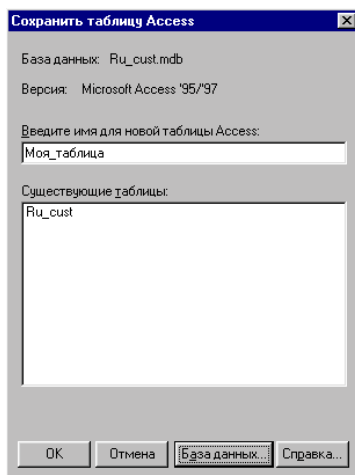 Сохранить таблицу Access
База данных: Ru_cust.mdb
Версия: Microsoft Access '95/'97
Введите имя для новой таблицы Access:
Моя_таблица
Существующие таблицы:
Ru_cust
OK Отмена База данных... Справка...